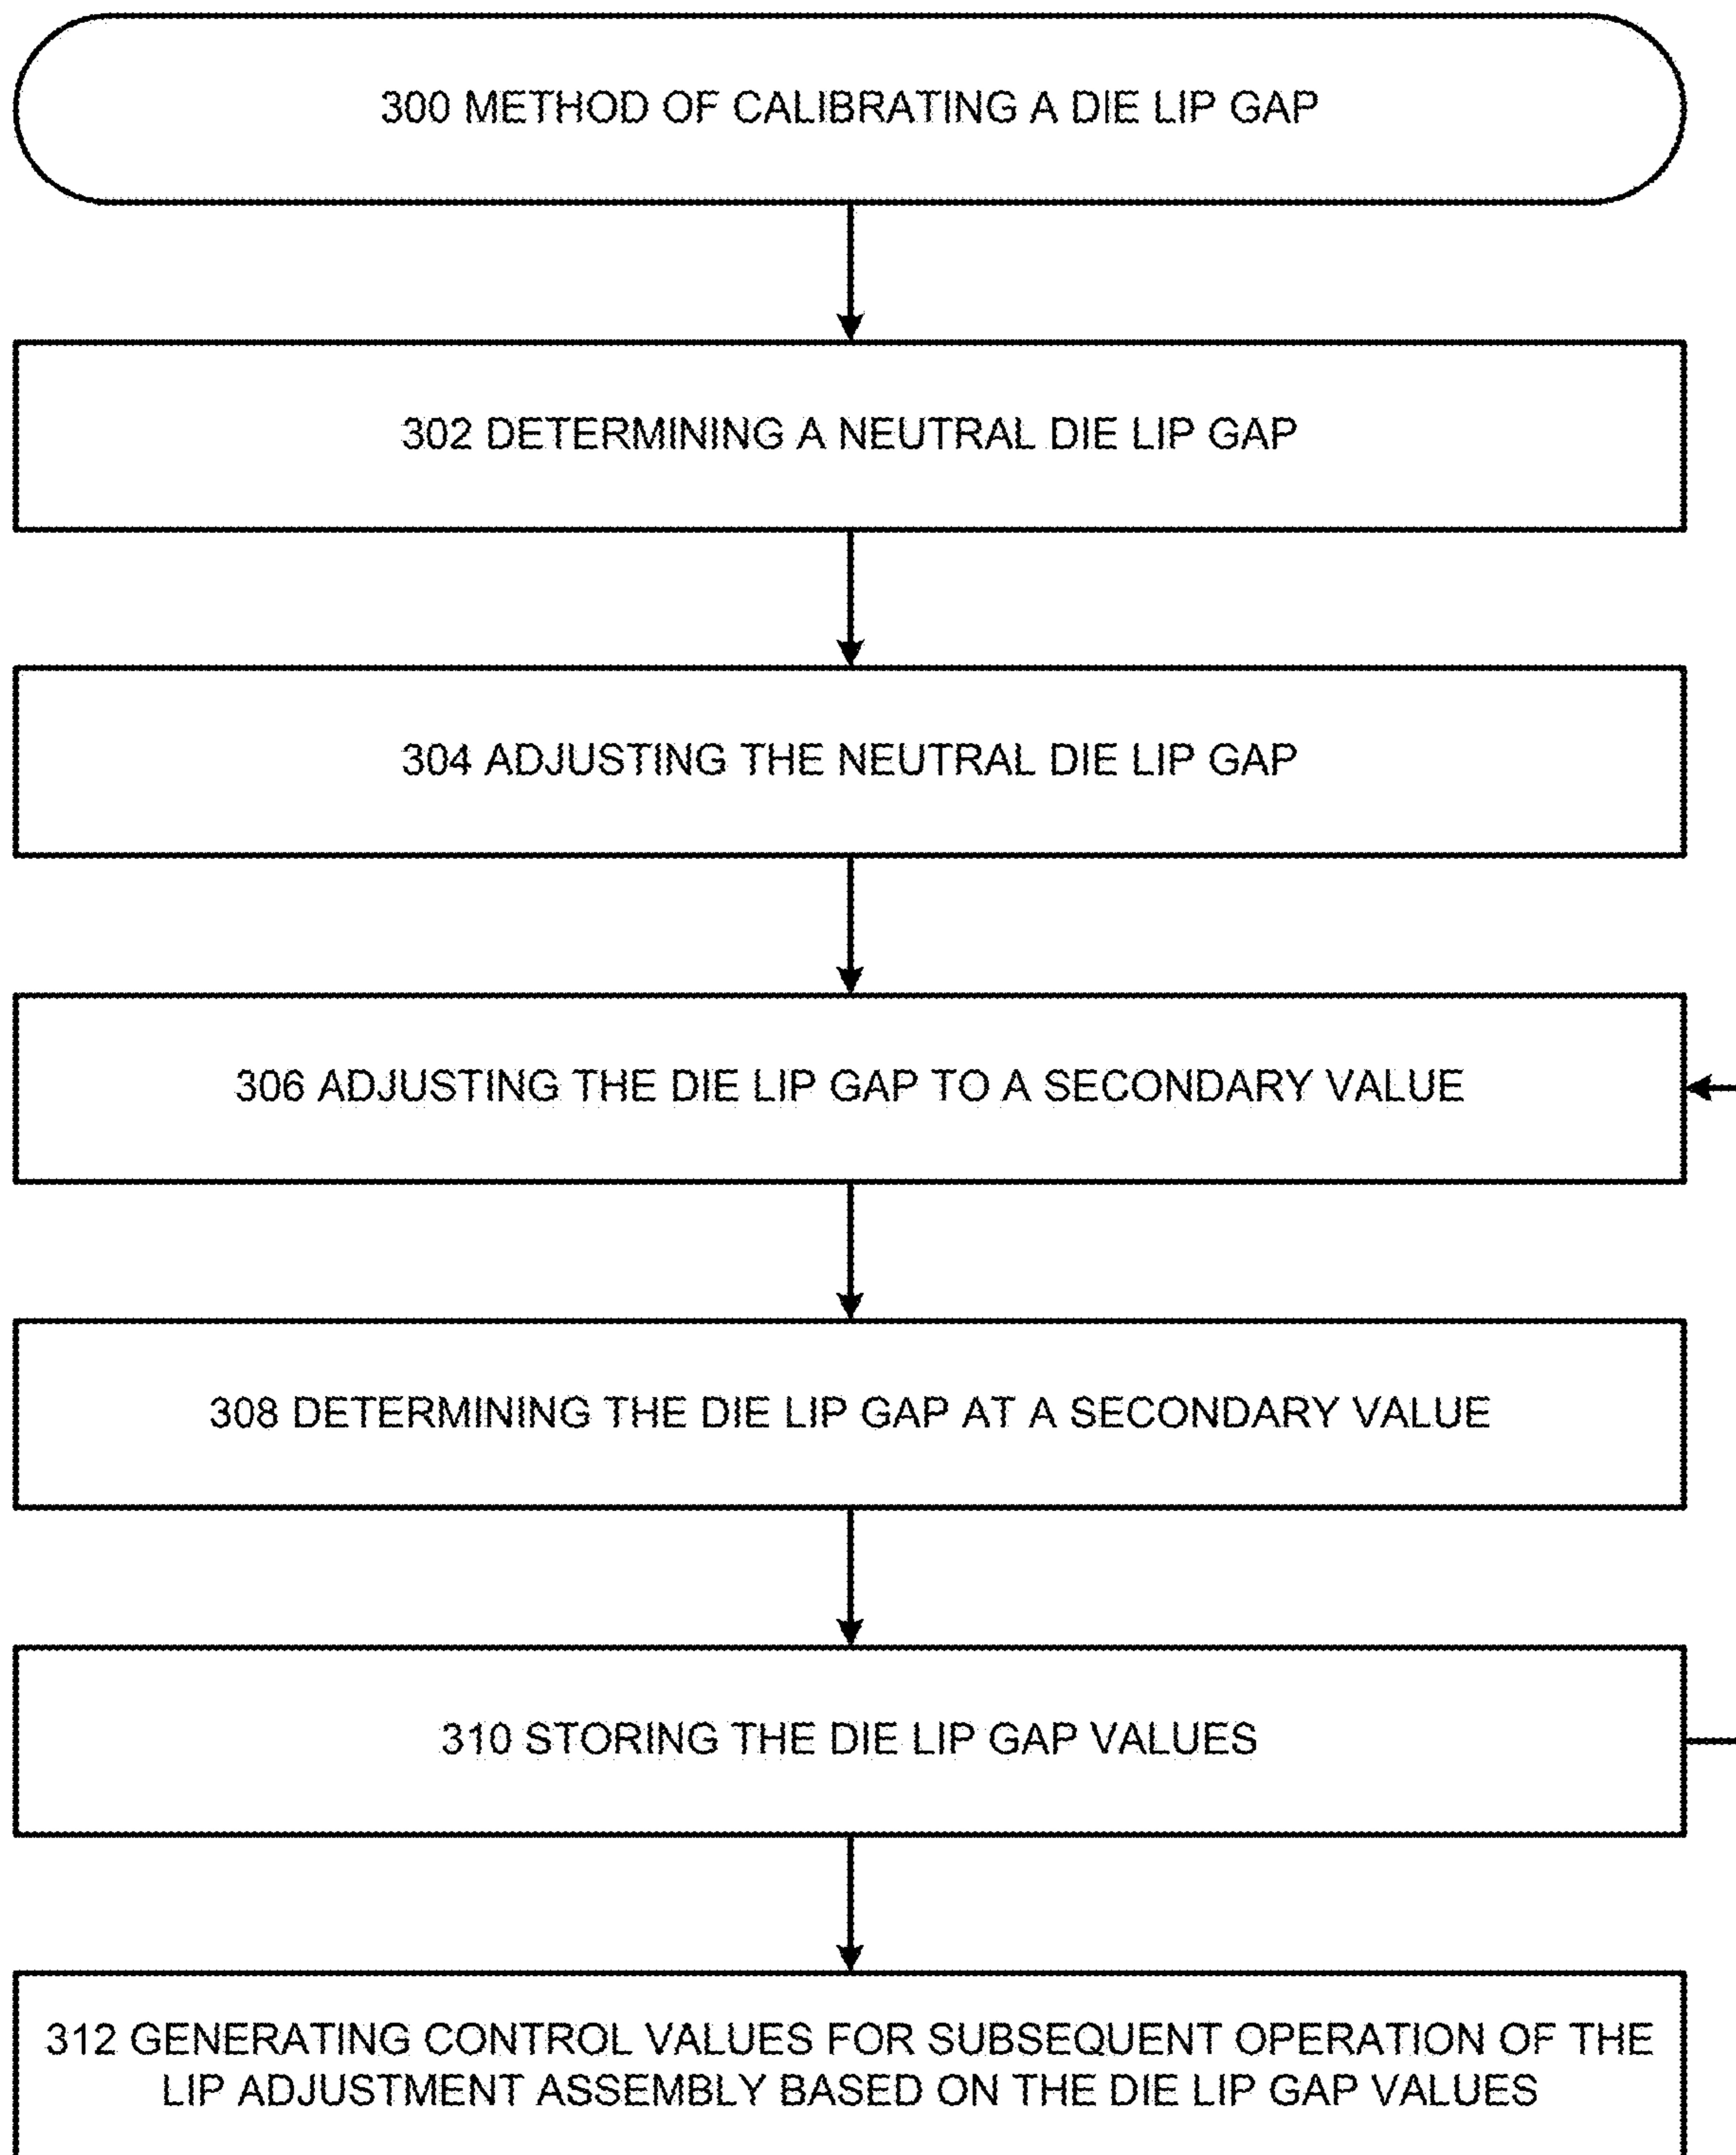 300 METHOD OF CALIBRATING A DIE LIP GAP
302 DETERMINING A NEUTRAL DIE LIP GAP
304 ADJUSTING THE NEUTRAL DIE LIP GAP
306 ADJUSTING THE DIE LIP GAP TO A SECONDARY VALUE
308 DETERMINING THE DIE LIP GAP AT A SECONDARY VALUE
310 STORING THE DIE LIP GAP VALUES
312 GENERATING CONTROL VALUES FOR SUBSEQUENT OPERATION OF THE
LIP ADJUSTMENT ASSEMBLY BASED ON THE DIE LIP GAP VALUES